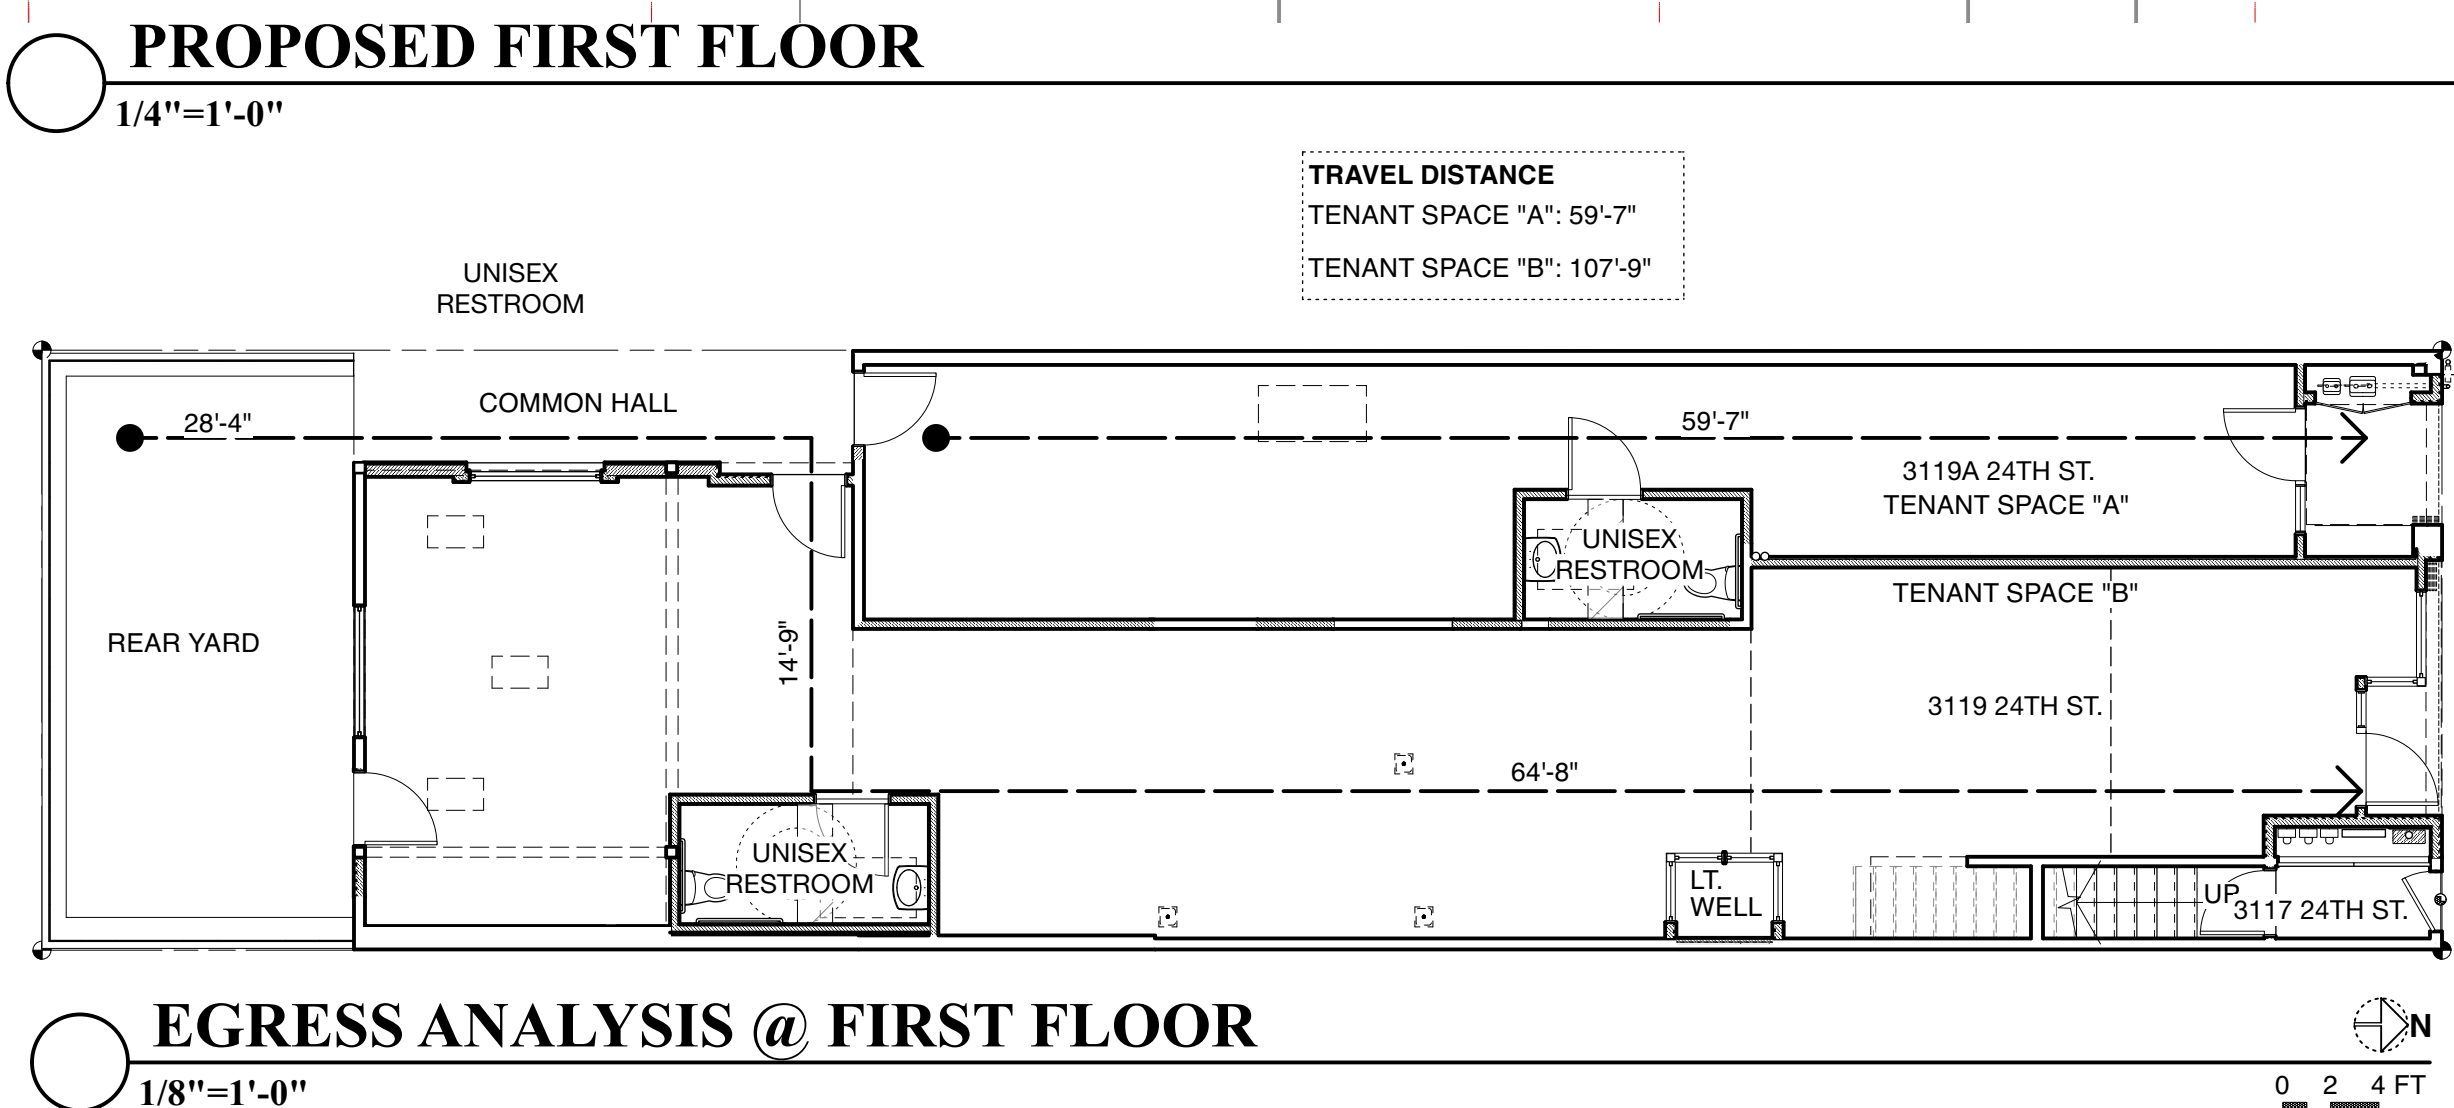 PROPOSED FIRST FLOOR
1/4"=1'-0"
TRAVEL DISTANCE
TENANT SPACE "A": 59'-7"
TENANT SPACE "B": 107'-9"
UNISEX
RESTROOM
COMMON HALL
28'-4"
59'-7"
3119A 24TH ST.
TENANT SPACE "A"
UNISEX
RESTROOM
TENANT SPACE "B"
REAR YARD
14'-9"
3119 24TH ST.
64'-8"
UNISEX
RESTROOM
LT.
WELL
UP
3117 24TH ST.
EGRESS ANALYSIS @ FIRST FLOOR
N
1/8"=1'-0"
0 2 4 FT